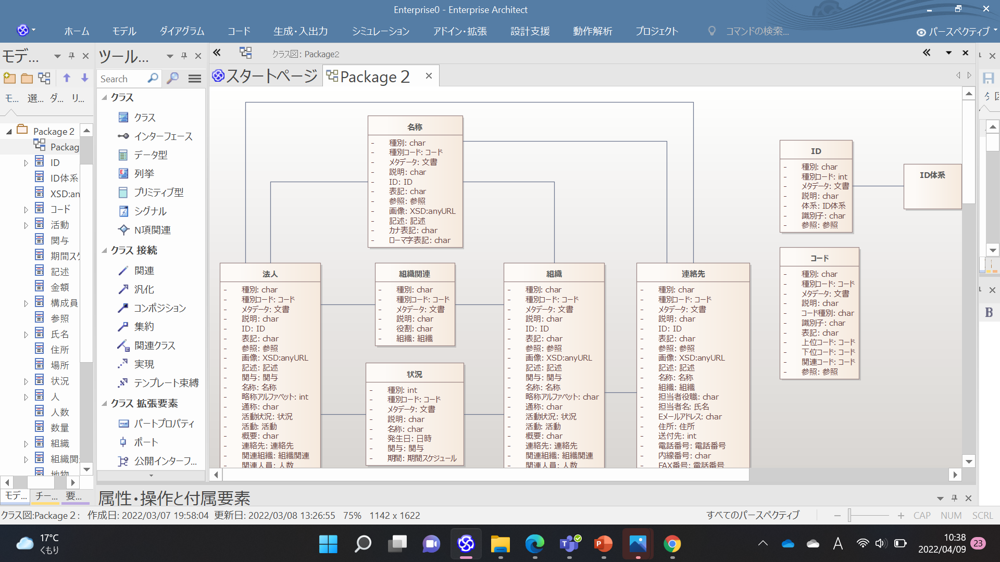 Enterprise0 - Enterprise Architect
ホーム
モデル
ダイアグラム
コード
生成・入出力
シミュレーション
アドイン・拡張
設計支援
動作解析
プロジェクト
コマンドの検索...
パースペクティブ
モデ...
ツール...
クラス図: Package2
スタートページ
Package 2
Search
モ...
選...
ダ...
リ...
Package 2
Packag
ID
ID体系
XSD:an
コード
活動
関与
期間スケ
記述
金額
構成員
参照
氏名
住所
場所
状況
人
人数
数量
組織
組織関
地物
モデ...
チー...
要...
クラス
クラス
インターフェース
データ型
列挙
プリミティブ型
シグナル
N項関連
クラス 接続
関連
汎化
コンポジション
集約
関連クラス
実現
テンプレート束縛
クラス 拡張要素
パートプロパティ
ポート
公開インターフ...
名称
- 種別: char
- 種別コード: コード
- メタデータ: 文書
- 説明: char
- ID: ID
- 表記: char
- 参照: 参照
- 画像: XSD:anyURL
- 記述: 記述
- カナ表記: char
- ローマ字表記: char
ID
- 種別: char
- 種別コード: int
- メタデータ: 文書
- 説明: char
- 体系: ID体系
- 識別子: char
- 参照: 参照
ID体系
コード
- 種別: char
- 種別コード: コード
- メタデータ: 文書
- 説明: char
- コード種別: char
- 識別子: char
- 表記: char
- 上位コード: コード
- 下位コード: コード
- 関連コード: コード
- 参照: 参照
法人
- 種別: char
- 種別コード: コード
- メタデータ: 文書
- 説明: char
- ID: ID
- 表記: char
- 参照: 参照
- 画像: XSD:anyURL
- 記述: 記述
- 関与: 関与
- 名称: 名称
- 略称アルファベット: int
- 通称: char
- 活動状況: 状況
- 活動: 活動
- 概要: char
- 連絡先: 連絡先
- 関連組織: 組織関連
- 関連人員: 人数
組織関連
- 種別: char
- 種別コード: コード
- メタデータ: 文書
- 説明: char
- 役割: char
- 組織: 組織
状況
- 種別: int
- 種別コード: コード
- メタデータ: 文書
- 説明: char
- 名称: char
- 発生日: 日時
- 関与: 関与
- 期間: 期間スケジュール
組織
- 種別: char
- 種別コード: コード
- メタデータ: 文書
- 説明: char
- ID: ID
- 表記: char
- 参照: 参照
- 画像: XSD:anyURL
- 記述: 記述
- 関与: 関与
- 名称: 名称
- 略称アルファベット: char
- 通称: char
- 活動状況: 状況
- 活動: 活動
- 概要: char
- 連絡先: 連絡先
- 関連組織: 組織関連
- 関連人員: 人数
連絡先
- 種別: char
- 種別コード: コード
- メタデータ: 文書
- 説明: char
- ID: ID
- 表記: char
- 参照: 参照
- 画像: XSD:anyURL
- 記述: 記述
- 名称: 名称
- 組織: 組織
- 担当者役職: char
- 担当者名: 氏名
- Eメールアドレス: char
- 住所: 住所
- 送付先: int
- 電話番号: 電話番号
- 内線番号: char
- FAX番号: 電話番号
B
属性・操作と付属要素
クラス図:Package 2 : 作成日: 2022/03/07 19:58:04 更新日: 2022/03/08 13:26:55 75% 1142 x 1622
すべてのパースペクティブ
CAP NUM SCRL
17°C
くもり
A
10:38
2022/04/09
23